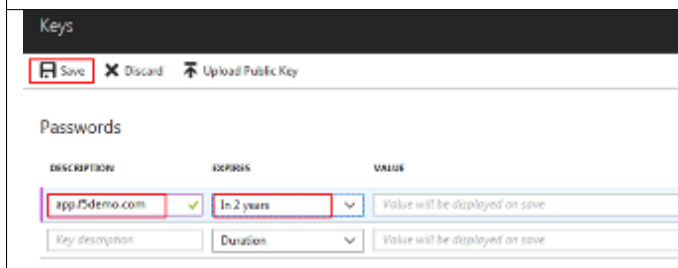 Keys
Save Discard Upload Public Key
Passwords
DESCRIPTION EXPIRES VALUE
app.f5demo.com In 2 years Value will be displayed on save
Key description Duration Value will be displayed on save